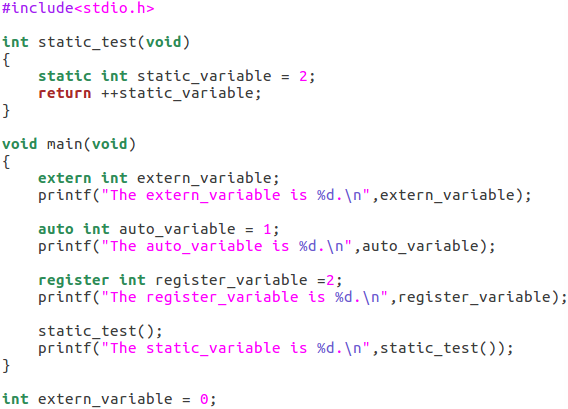 #include<stdio.h>
int static_test(void)
{
    static int static_variable = 2;
    return ++static_variable;
}
void main(void)
{
    extern int extern_variable;
    printf("The extern_variable is %d.\n",extern_variable);
    auto int auto_variable = 1;
    printf("The auto_variable is %d.\n",auto_variable);
    register int register_variable =2;
    printf("The register_variable is %d.\n",register_variable);
    static_test();
    printf("The static_variable is %d.\n",static_test());
}
int extern_variable = 0;